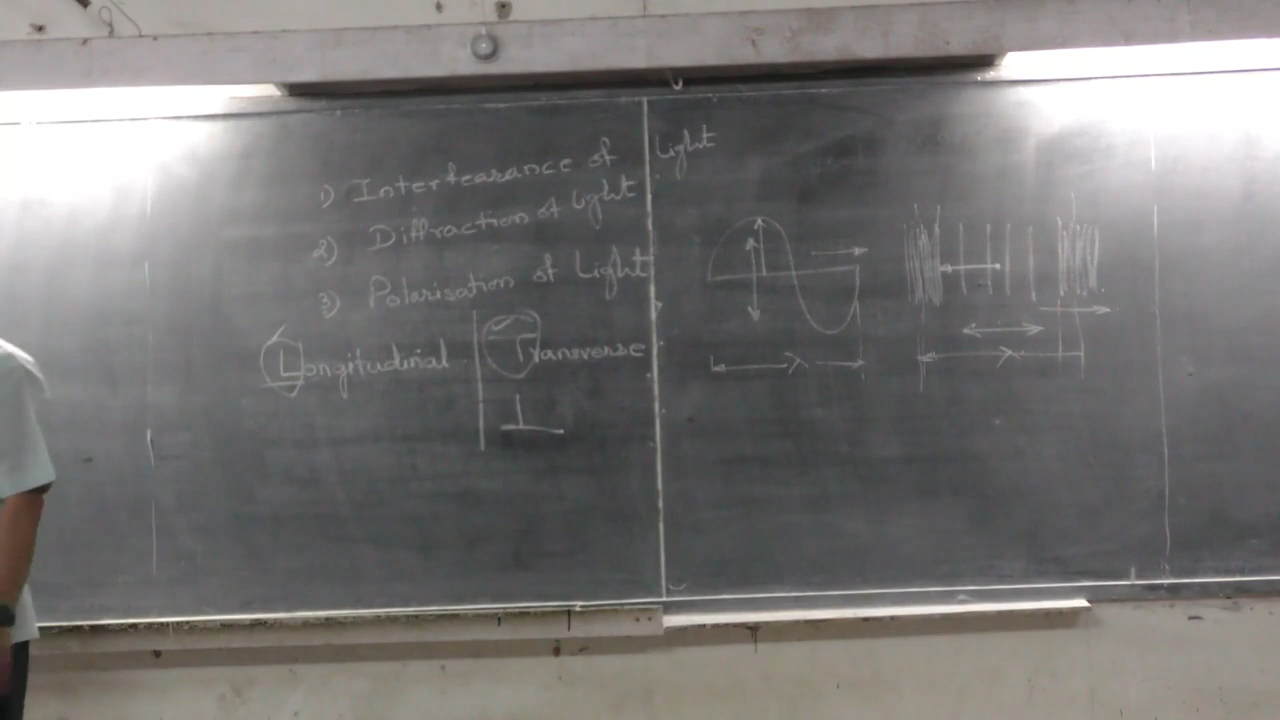 1) Interfearance of light
2) Diffraction of light
3) Polarisation of Light
Longitudinal | Transverse